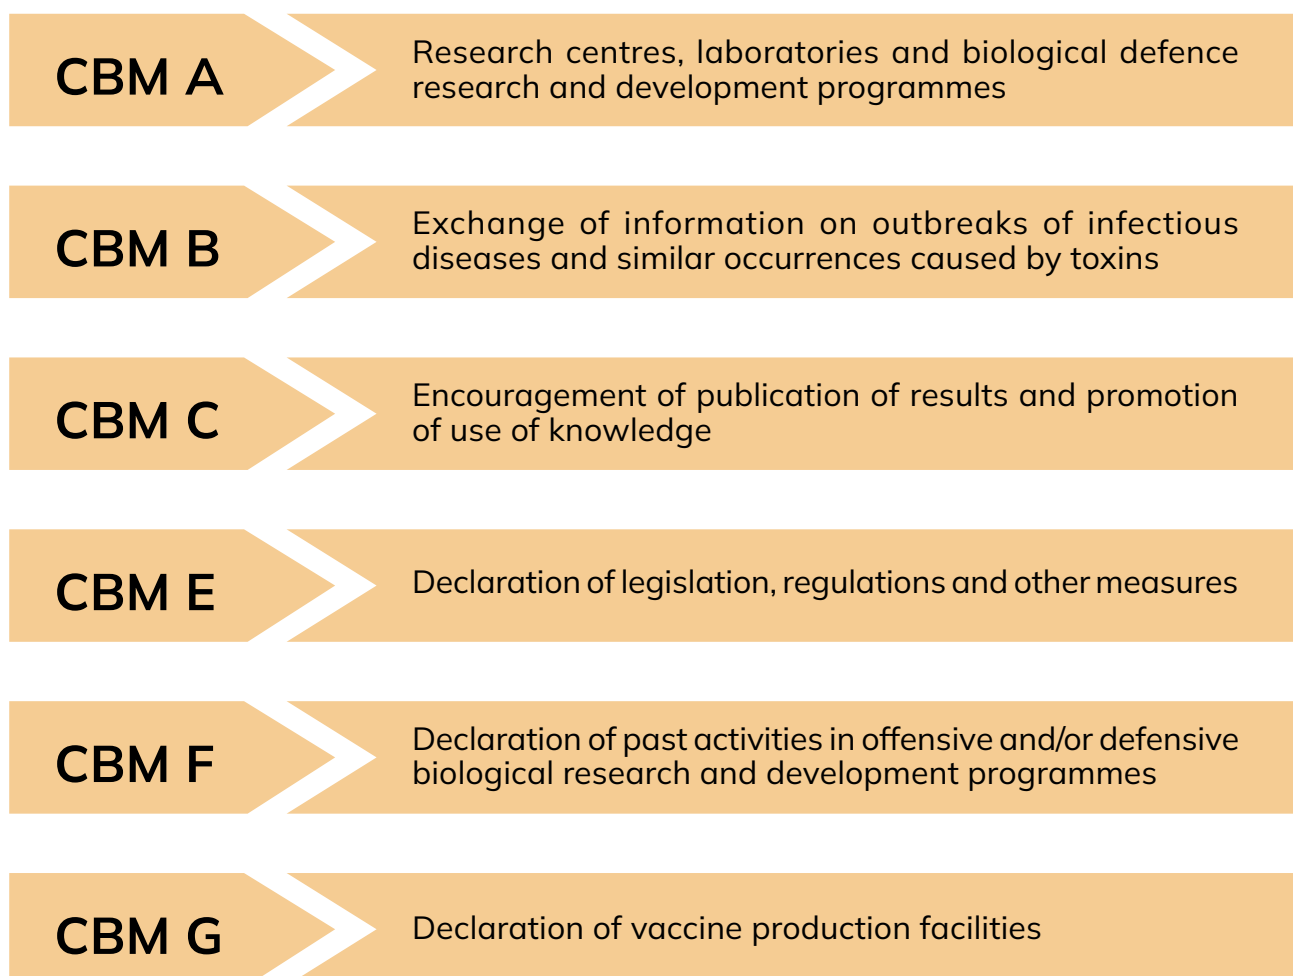 CBM A
Research centres, laboratories and biological defence
research and development programmes
CBM B
Exchange of information on outbreaks of infectious
diseases and similar occurrences caused by toxins
CBM C
Encouragement of publication of results and promotion
of use of knowledge
CBM E
Declaration of legislation, regulations and other measures
CBM F
Declaration of past activities in offensive and/or defensive
biological research and development programmes
CBM G
Declaration of vaccine production facilities